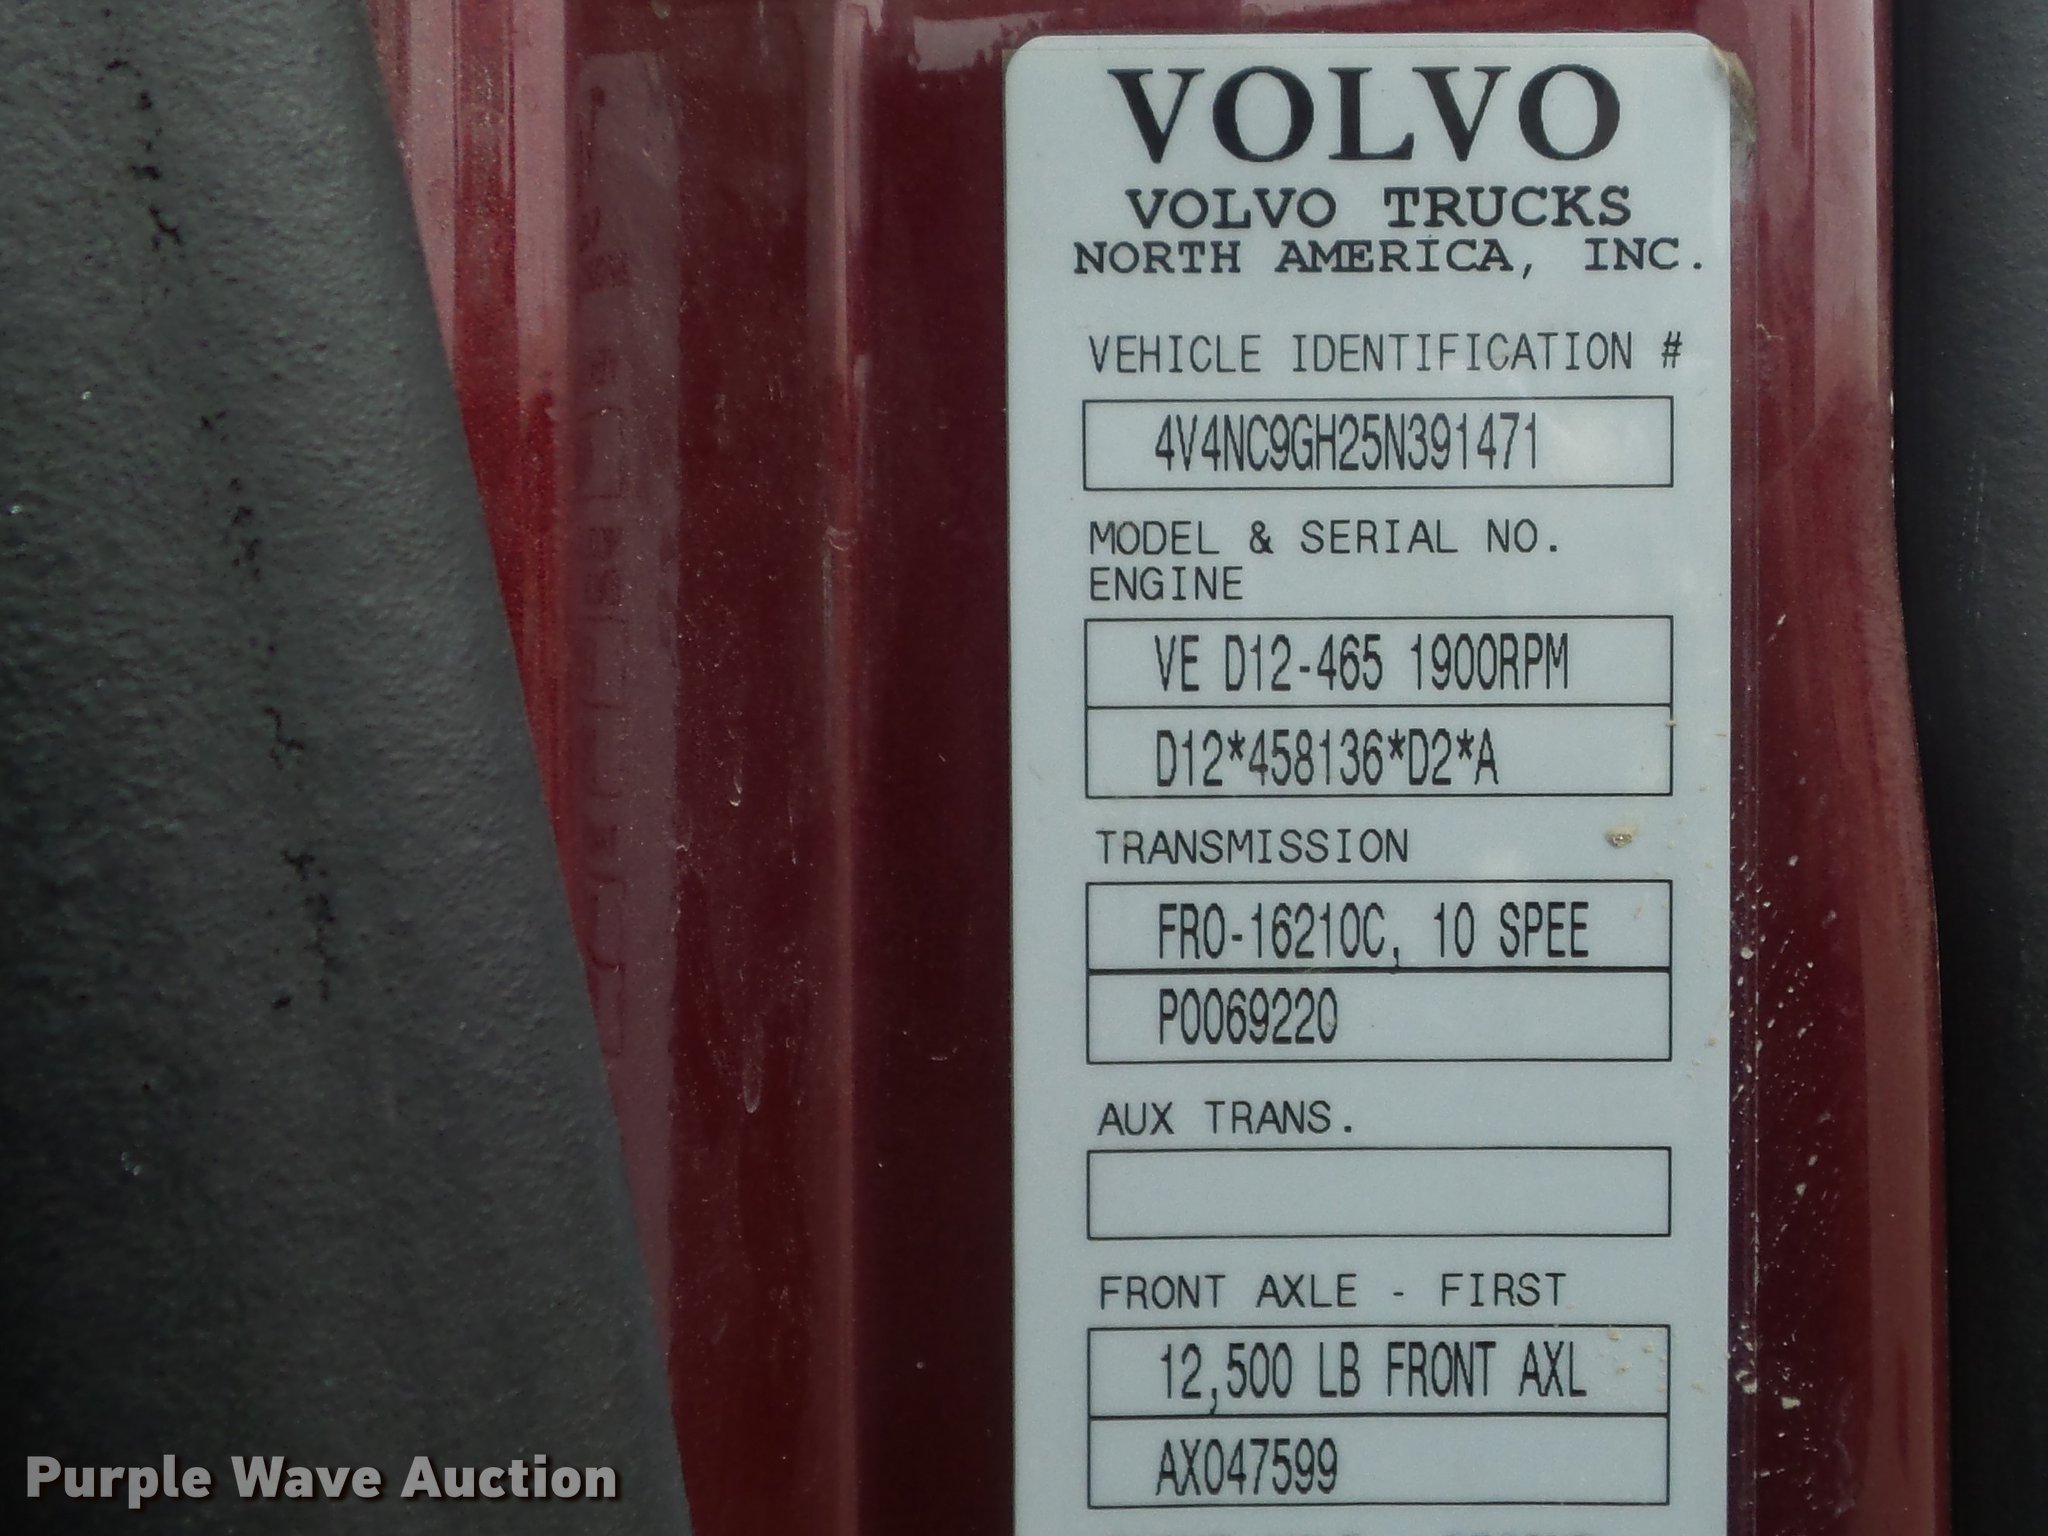 VOLVO
VOLVO TRUCKS
NORTH AMERICA, INC.
VEHICLE IDENTIFICATION #
4V4NC9GH25N391471
MODEL & SERIAL NO.
ENGINE
VE D12-465 1900RPM
D12*458136*D2*A
TRANSMISSION
FRO-16210C, 10 SPEE
P0069220
AUX TRANS.
FRONT AXLE - FIRST
12,500 LB FRONT AXL
AX047599
Purple Wave Auction